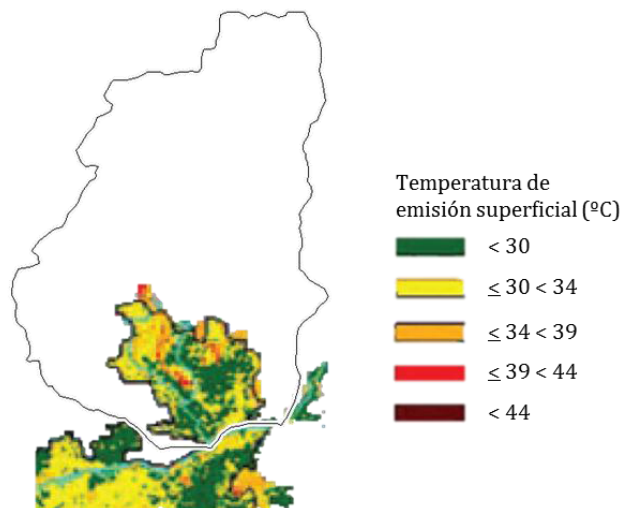 Temperatura de
emisión superficial (ºC)
< 30
≤ 30 < 34
≤ 34 < 39
≤ 39 < 44
< 44